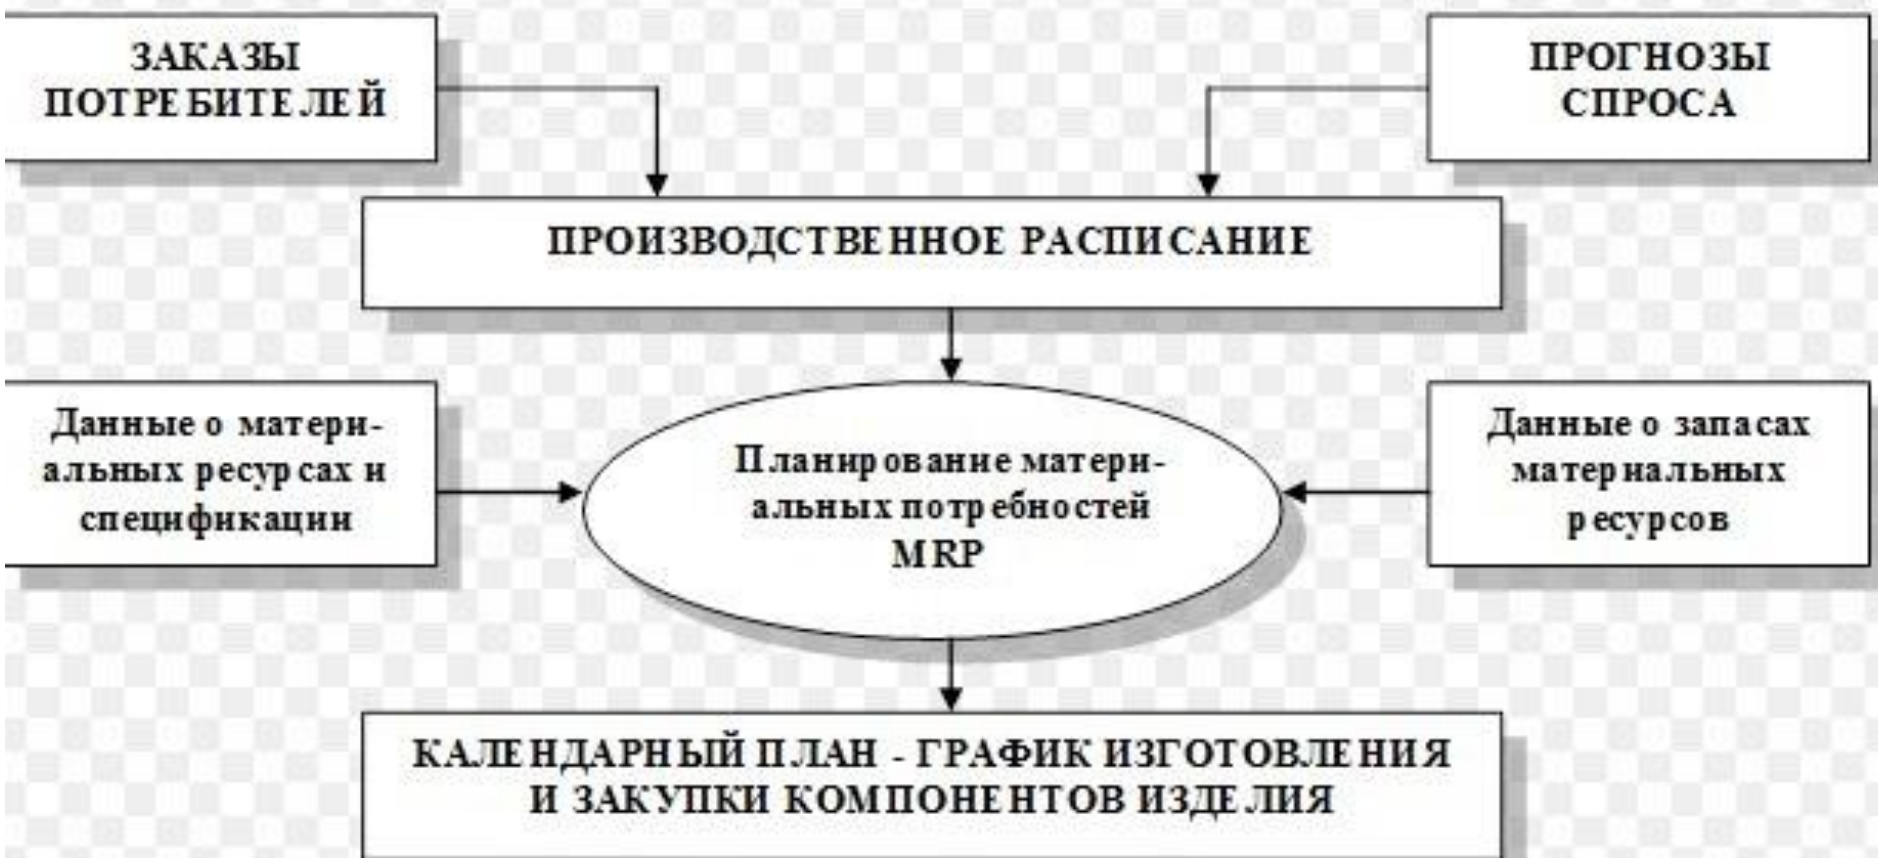 ЗАКАЗЫ
ПОТРЕБИТЕЛЕЙ
ПРОГНОЗЫ
СПРОСА
ПРОИЗВОДСТВЕННОЕ РАСПИСАНИЕ
Данные о матери-
альных ресурсах и
спецификации
Планирование матери-
альных потребностей
MRP
Данные о запасах
материальных
ресурсов
КАЛЕНДАРНЫЙ ПЛАН - ГРАФИК ИЗГОТОВЛЕНИЯ
И ЗАКУПКИ КОМПОНЕНТОВ ИЗДЕЛИЯ